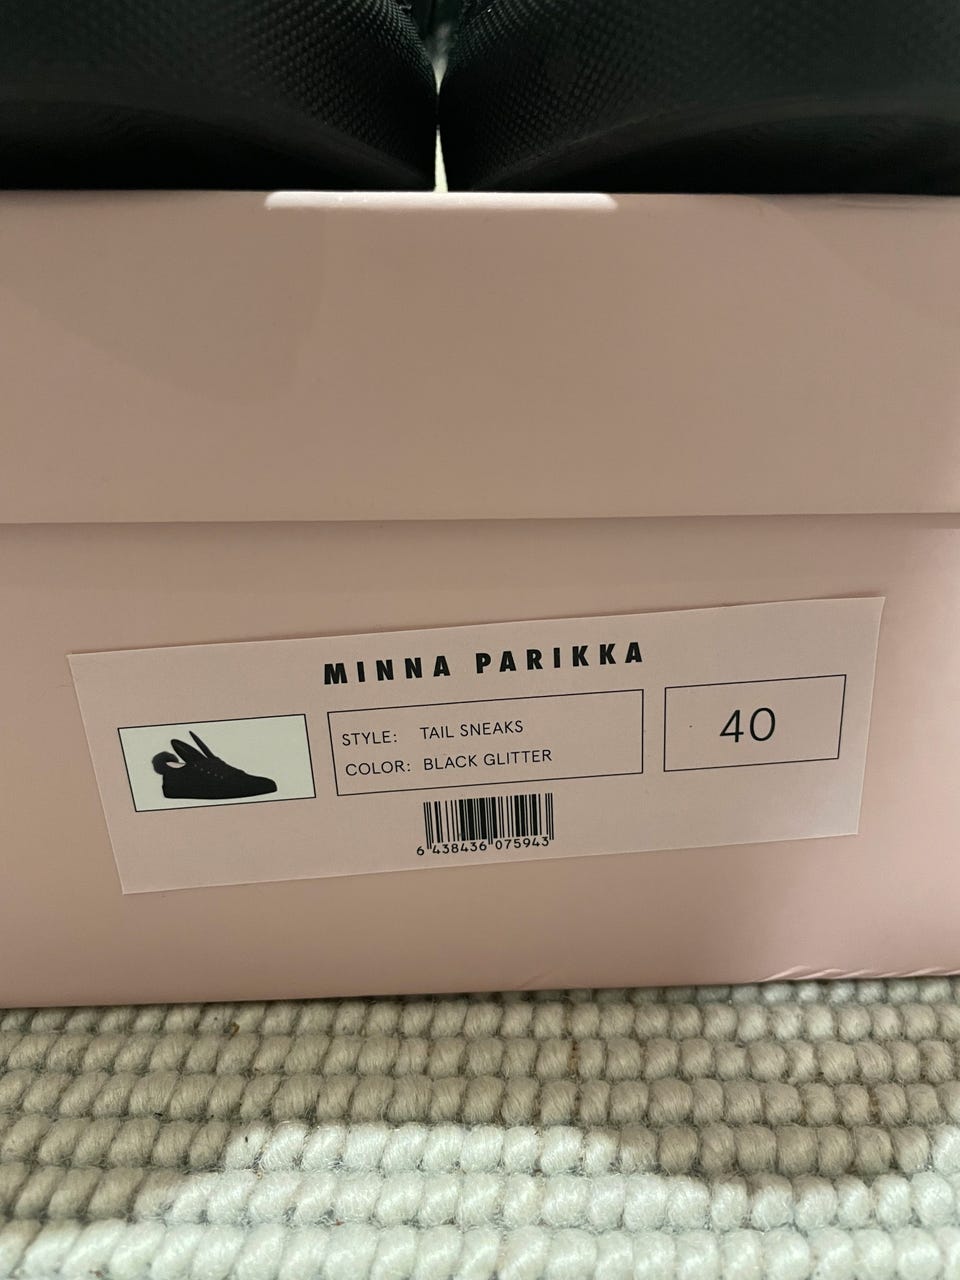 MINNA PARIKKA
STYLE: TAIL SNEAKS
COLOR: BLACK GLITTER
40
6 438436 075943